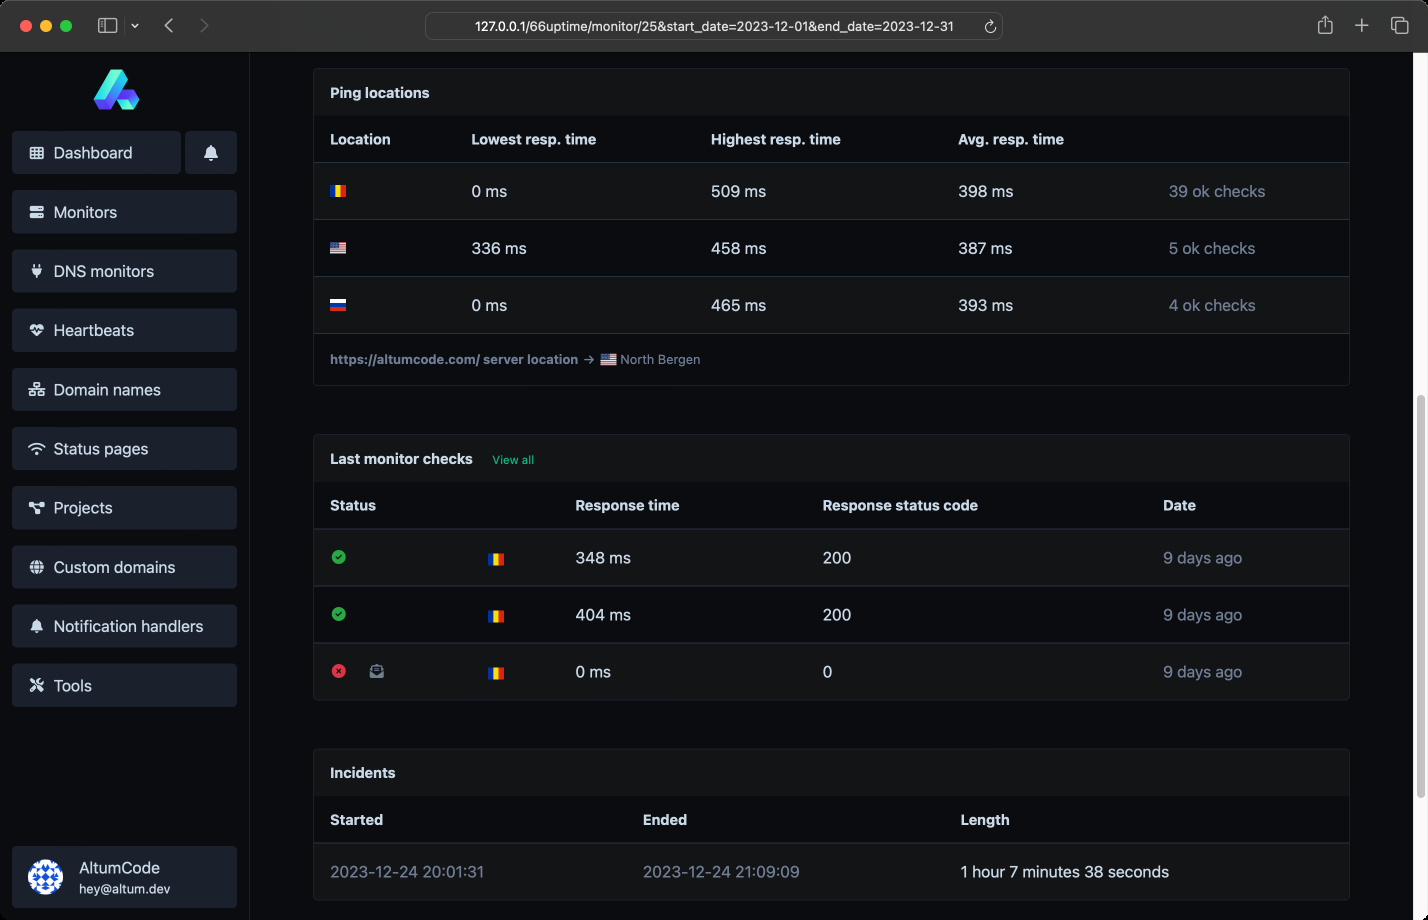 127.0.0.1/66uptime/monitor/25&start_date=2023-12-01&end_date=2023-12-31
Dashboard
Monitors
DNS monitors
Heartbeats
Domain names
Status pages
Projects
Custom domains
Notification handlers
Tools
AltumCode
hey@altum.dev
Ping locations
Location Lowest resp. time Highest resp. time Avg. resp. time
0 ms 509 ms 398 ms 39 ok checks
336 ms 458 ms 387 ms 5 ok checks
0 ms 465 ms 393 ms 4 ok checks
https://altumcode.com/ server location → North Bergen
Last monitor checks View all
Status Response time Response status code Date
348 ms 200 9 days ago
404 ms 200 9 days ago
0 ms 0 9 days ago
Incidents
Started Ended Length
2023-12-24 20:01:31 2023-12-24 21:09:09 1 hour 7 minutes 38 seconds